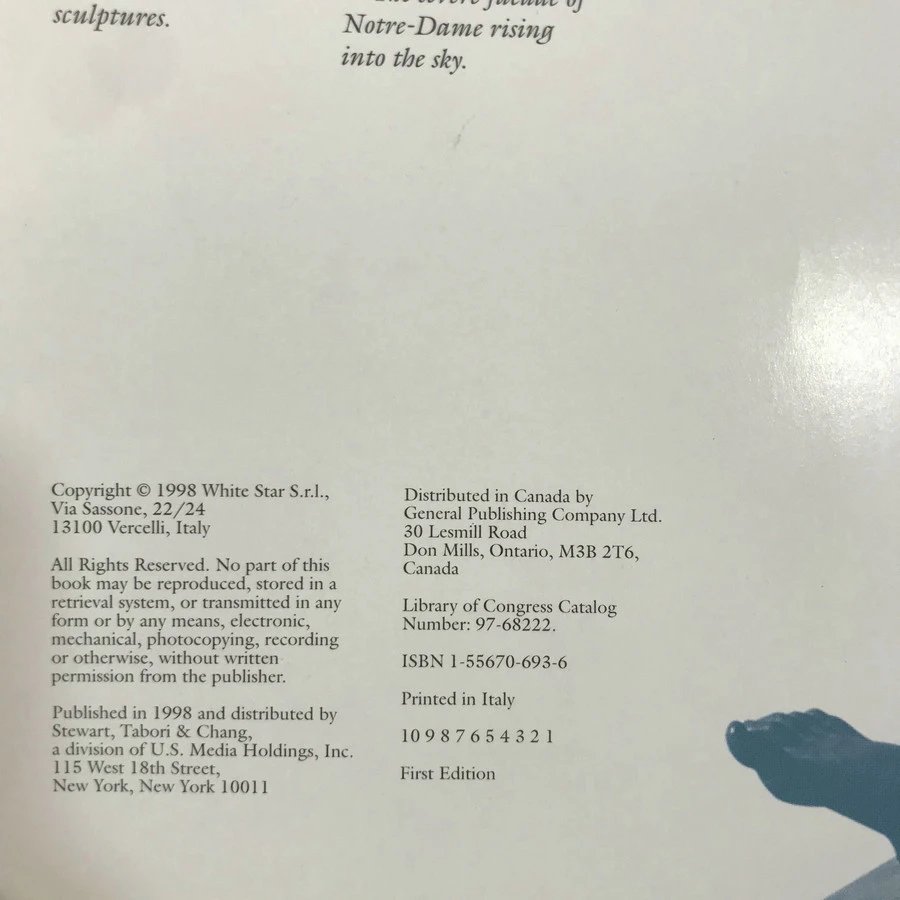 sculptures.
facade of
Notre-Dame rising
into the sky.
Copyright © 1998 White Star S.r.l.,
Via Sassone, 22/24
13100 Vercelli, Italy
All Rights Reserved. No part of this
book may be reproduced, stored in a
retrieval system, or transmitted in any
form or by any means, electronic,
mechanical, photocopying, recording
or otherwise, without written
permission from the publisher.
Published in 1998 and distributed by
Stewart, Tabori & Chang,
a division of U.S. Media Holdings, Inc.
115 West 18th Street,
New York, New York 10011
Distributed in Canada by
General Publishing Company Ltd.
30 Lesmill Road
Don Mills, Ontario, M3B 2T6,
Canada
Library of Congress Catalog
Number: 97-68222.
ISBN 1-55670-693-6
Printed in Italy
10 9 8 7 6 5 4 3 2 1
First Edition